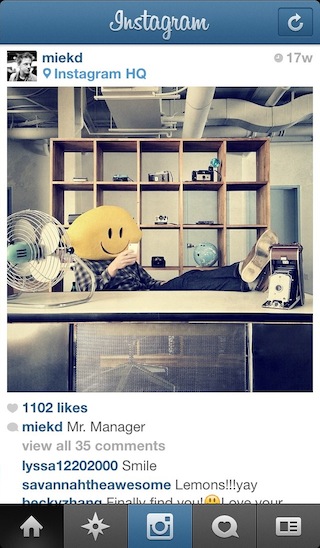 Instagram
miekd
17w
Instagram HQ
1102 likes
miekd Mr. Manager
view all 35 comments
lyssa12202000 Smile
savannahtheawesome Lemons!!!yay
beckyzhang Finally find you!😃Love your